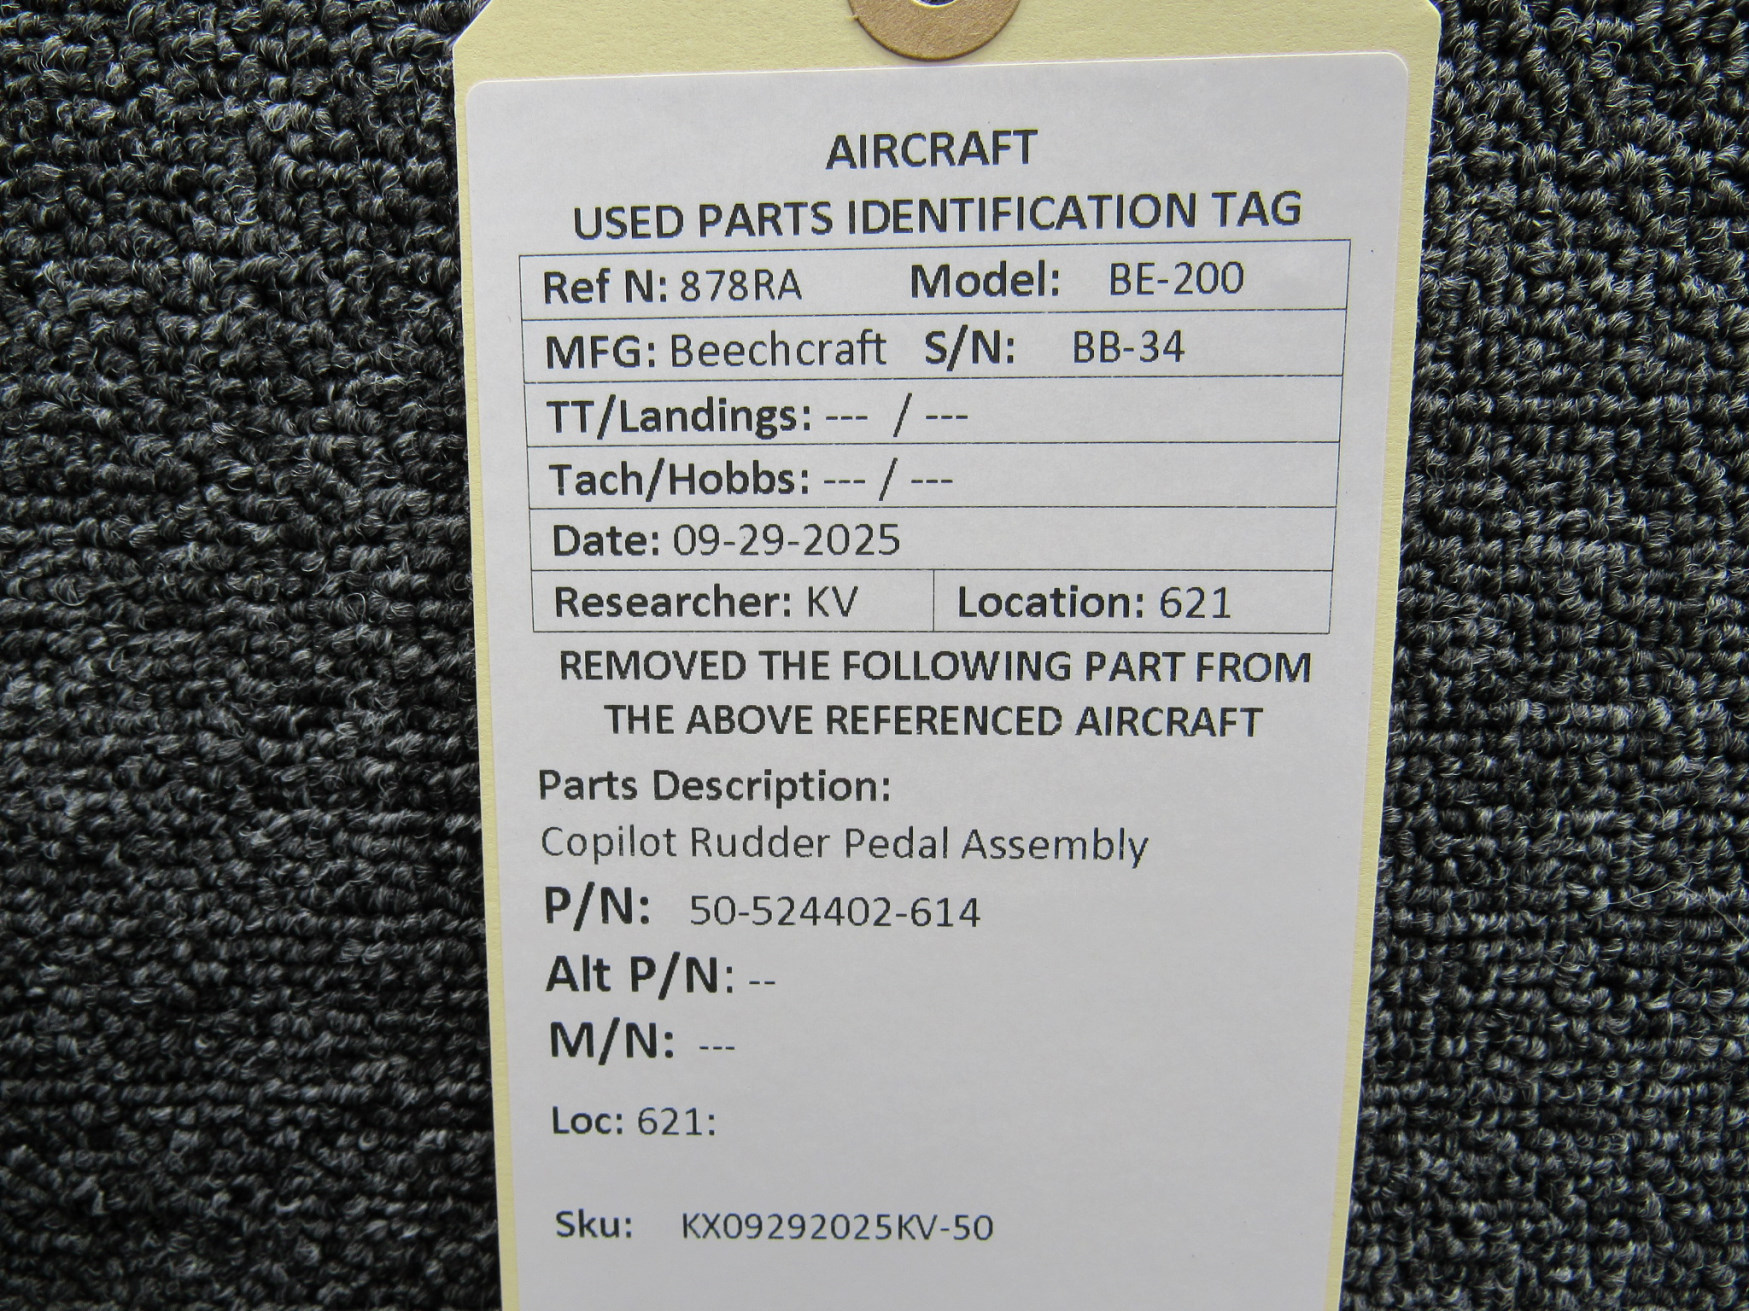 AIRCRAFT
USED PARTS IDENTIFICATION TAG
Ref N: 878RA Model: BE-200
MFG: Beechcraft S/N: BB-34
TT/Landings: --- / ---
Tach/Hobbs: --- / ---
Date: 09-29-2025
Researcher: KV Location: 621
REMOVED THE FOLLOWING PART FROM
THE ABOVE REFERENCED AIRCRAFT
Parts Description:
Copilot Rudder Pedal Assembly
P/N: 50-524402-614
Alt P/N: --
M/N: ---
Loc: 621:
Sku: KX09292025KV-50